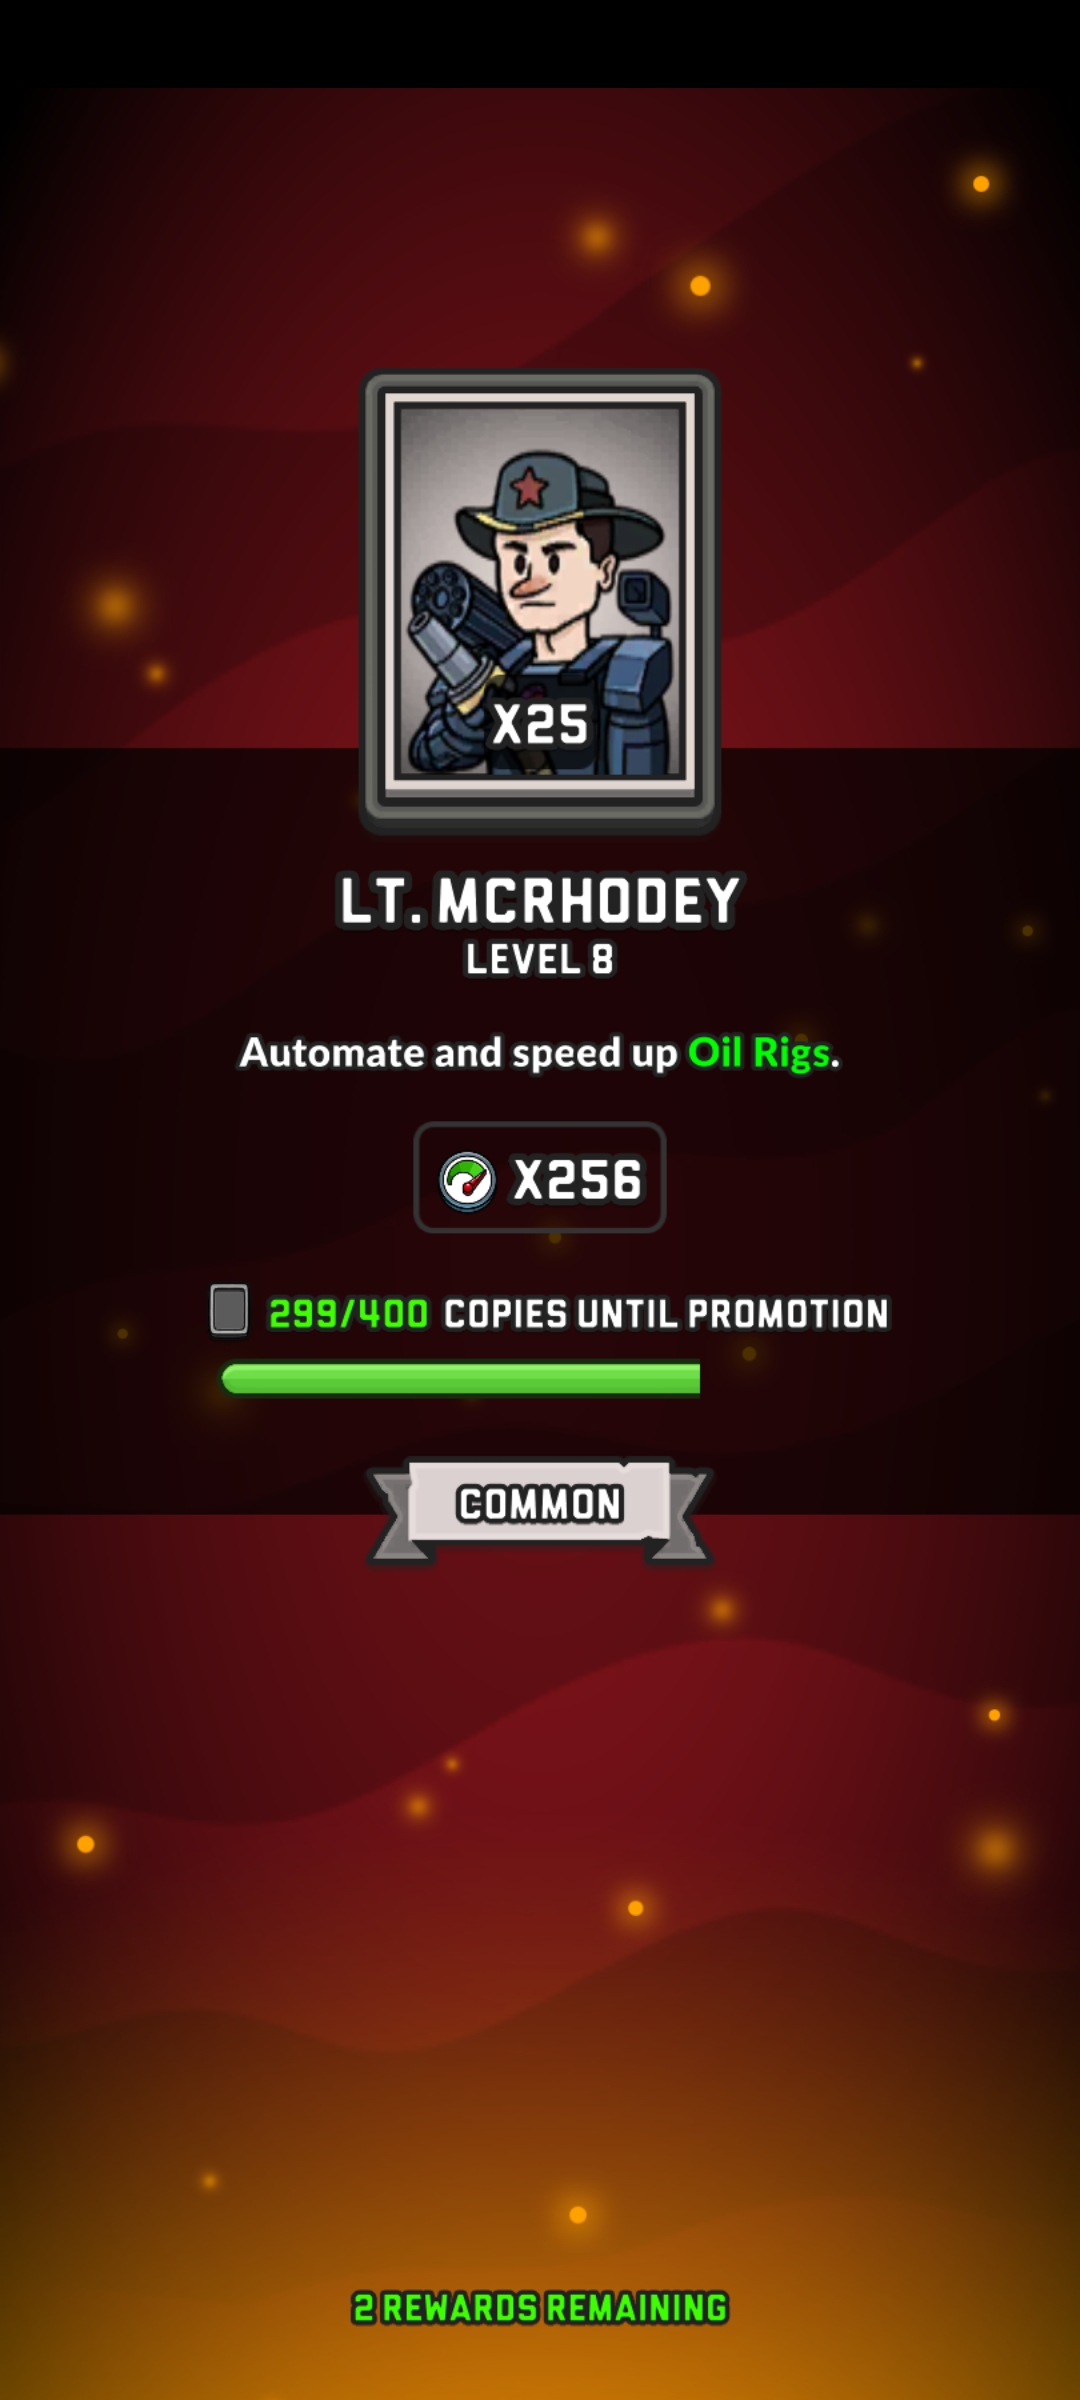 X25
LT. MCRHODEY
LEVEL 8
Automate and speed up Oil Rigs.
X256
299/400 COPIES UNTIL PROMOTION
COMMON
2 REWARDS REMAINING